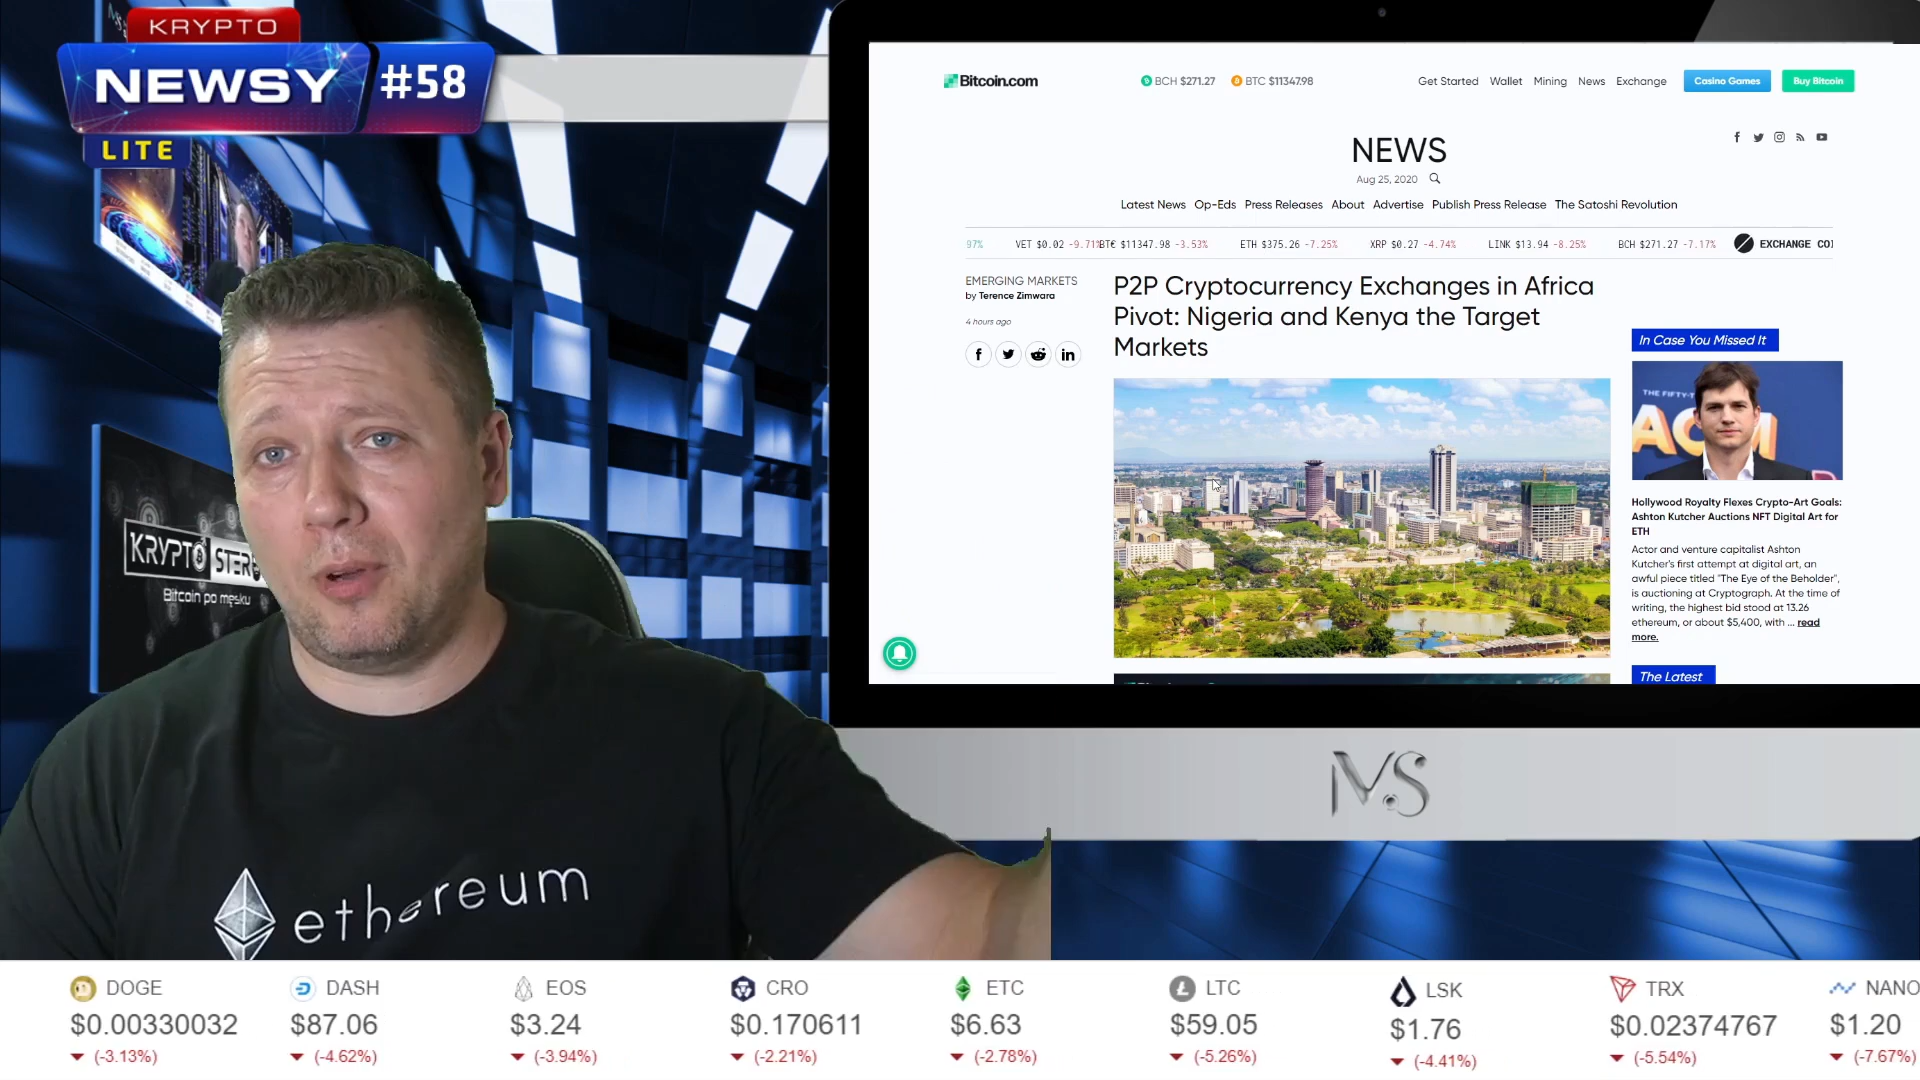 KRYPTO
NEWSY #58
LITE
KRYPTO STER
Bitcoin po męsku
ethereum
Bitcoin.com
BCH $271.27 BTC $11347.98
Get Started Wallet Mining News Exchange Casino Games Buy Bitcoin
NEWS
Aug 25, 2020
Latest News Op-Eds Press Releases About Advertise Publish Press Release The Satoshi Revolution
97% VET $0.02 -9.71% $11347.98 -3.53% ETH $375.26 -7.25% XRP $0.27 -4.74% LINK $13.94 -8.25% BCH $271.27 -7.17% EXCHANGE
EMERGING MARKETS
by Terence Zimwara
4 hours ago
P2P Cryptocurrency Exchanges in Africa
Pivot: Nigeria and Kenya the Target
Markets
In Case You Missed It
THE FIFTY-
ACM
Hollywood Royalty Flexes Crypto-Art Goals:
Ashton Kutcher Auctions NFT Digital Art for
ETH
Actor and venture capitalist Ashton
Kutcher's first attempt at digital art, an
awful piece titled "The Eye of the Beholder",
is auctioning at Cryptograph. At the time of
writing, the highest bid stood at 13.26
ethereum, or about $5,400, with ... read
more.
The Latest
MS
DOGE DASH EOS CRO ETC LTC LSK TRX NANO
$0.00330032 $87.06 $3.24 $0.170611 $6.63 $59.05 $1.76 $0.02374767 $1.20
(-3.13%) (-4.62%) (-3.94%) (-2.21%) (-2.78%) (-5.26%) (-4.41%) (-5.54%) (-7.67%)